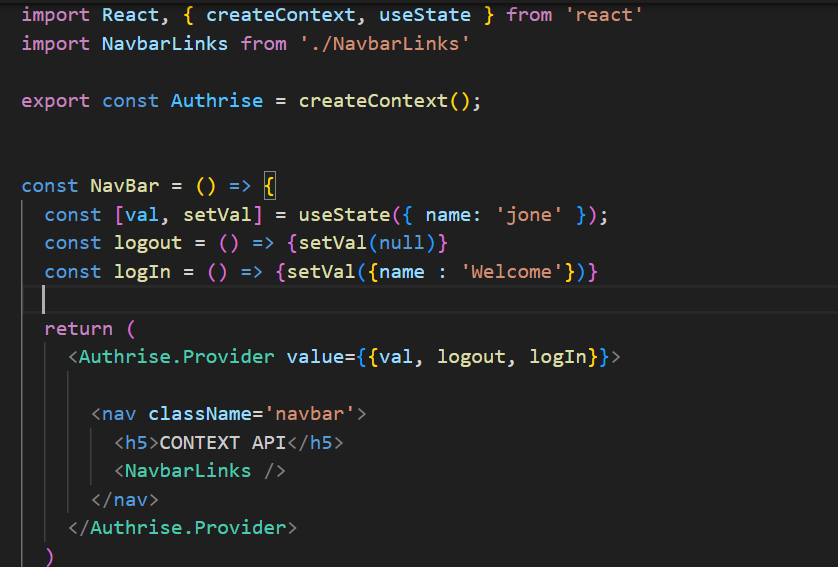 import React, { createContext, useState } from 'react'
import NavbarLinks from './NavbarLinks'
export const Authrise = createContext();
const NavBar = () => {
const [val, setVal] = useState({ name: 'jone' });
const logout = () => {setVal(null)}
const logIn = () => {setVal({name : 'Welcome'})}
return (
<Authrise.Provider value={{val, logout, logIn}}>
<nav className='navbar'>
<h5>CONTEXT API</h5>
<NavbarLinks />
</nav>
</Authrise.Provider>
)